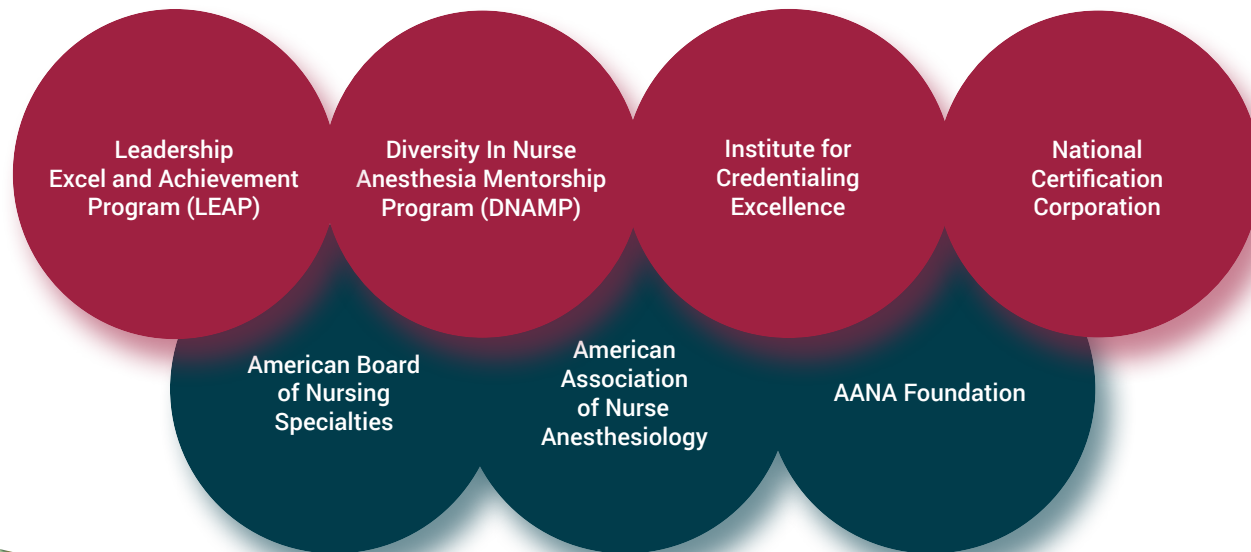 Leadership
Excel and Achievement
Program (LEAP)
Diversity In Nurse
Anesthesia Mentorship
Program (DNAMP)
Institute for
Credentialing
Excellence
National
Certification
Corporation
American Board
of Nursing
Specialties
American
Association
of Nurse
Anesthesiology
AANA Foundation